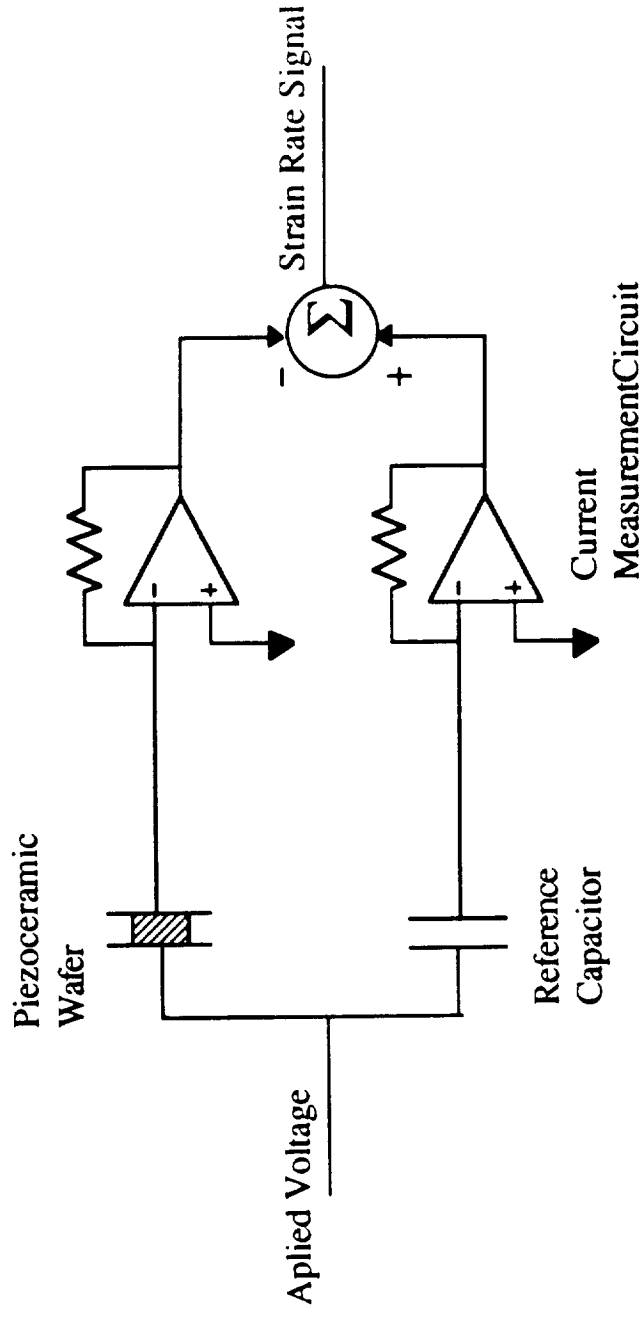 Piezoceramic
Wafer
Aplied Voltage
Reference
Capacitor
-
+
-
+
Current
MeasurementCircuit
-
+
Σ
Strain Rate Signal